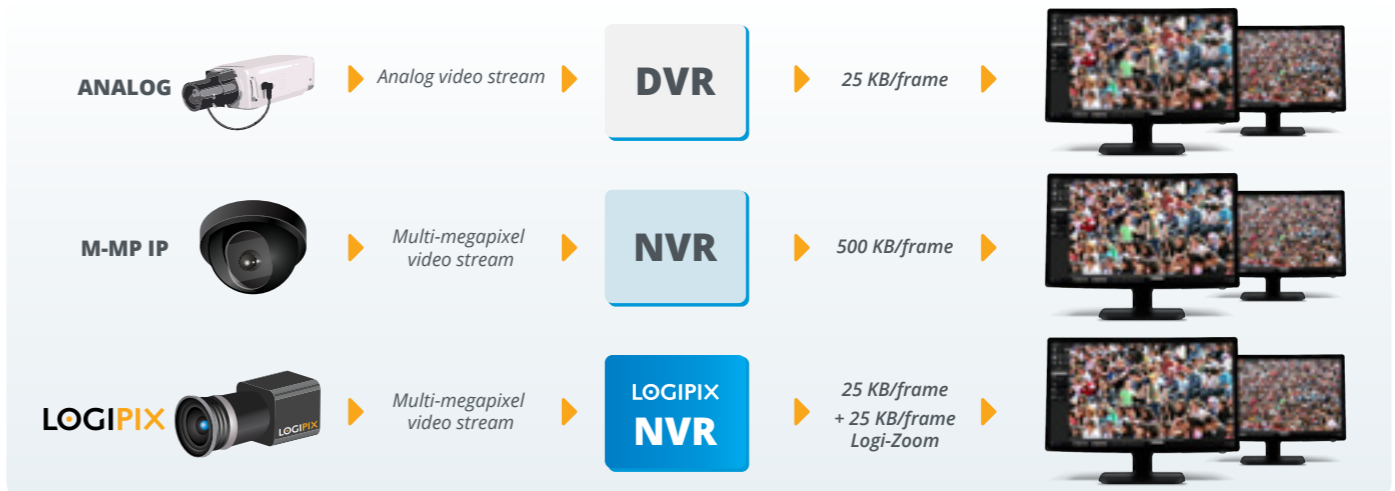 ANALOG
Analog video stream
DVR
25 KB/frame
M-MP IP
Multi-megapixel
video stream
NVR
500 KB/frame
LOGIPIX
LOGIPIX
Multi-megapixel
video stream
LOGIPIX
NVR
25 KB/frame
+ 25 KB/frame
Logi-Zoom